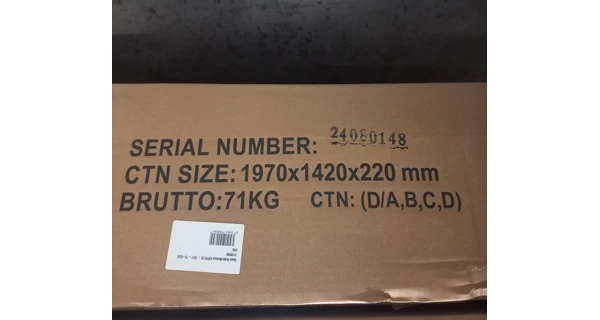 SERIAL NUMBER: 24080148
CTN SIZE: 1970x1420x220 mm
BRUTTO:71KG CTN: (D/A,B,C,D)